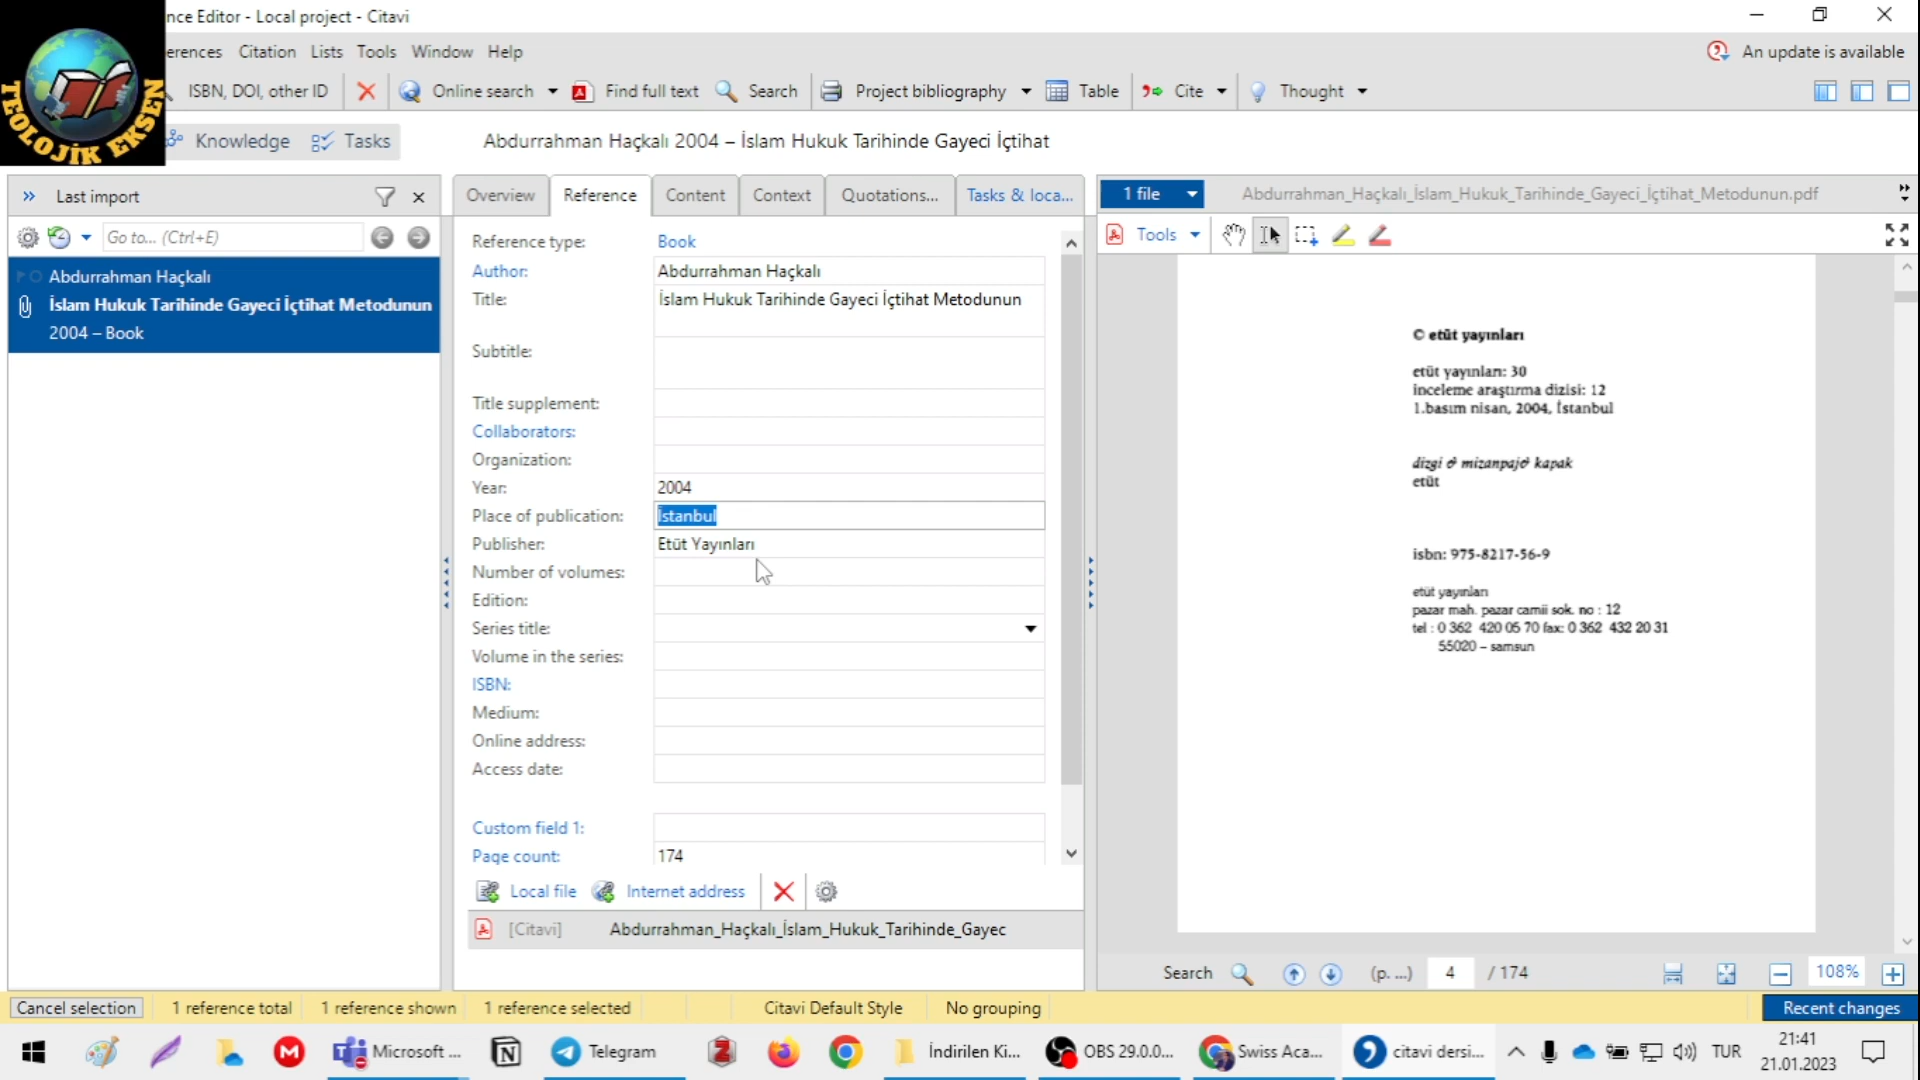 nce Editor - Local project - Citavi
erences Citation Lists Tools Window Help
An update is available
ISBN, DOI, other ID Online search Find full text Search Project bibliography Table Cite Thought
TEOLOJİK EKSEN
Knowledge Tasks
Abdurrahman Haçkalı 2004 – İslam Hukuk Tarihinde Gayeci İçtihat
Last import
Go to... (Ctrl+E)
Abdurrahman Haçkalı
İslam Hukuk Tarihinde Gayeci İçtihat Metodunun
2004 – Book
Overview Reference Content Context Quotations... Tasks & loca...
Reference type: Book
Author: Abdurrahman Haçkalı
Title: İslam Hukuk Tarihinde Gayeci İçtihat Metodunun
Subtitle:
Title supplement:
Collaborators:
Organization:
Year: 2004
Place of publication: İstanbul
Publisher: Etüt Yayınları
Number of volumes:
Edition:
Series title:
Volume in the series:
ISBN:
Medium:
Online address:
Access date:
Custom field 1:
Page count: 174
Local file Internet address
[Citavi] Abdurrahman_Haçkalı_İslam_Hukuk_Tarihinde_Gayec
1 file Abdurrahman_Haçkalı_İslam_Hukuk_Tarihinde_Gayeci_İçtihat_Metodunun.pdf
Tools
© etüt yayınları
etüt yayınları: 30
inceleme araştırma dizisi: 12
1.basım nisan, 2004, İstanbul
dizgi & mizanpaj & kapak
etüt
isbn: 975-8217-56-9
etüt yayınları
pazar mah. pazar camii sok. no : 12
tel : 0 362 420 05 70 fax: 0 362 432 20 31
55020 – samsun
Search (p. ...) 4 / 174 108%
Cancel selection 1 reference total 1 reference shown 1 reference selected Citavi Default Style No grouping Recent changes
Microsoft ... Telegram İndirilen Ki... OBS 29.0.0... Swiss Aca... citavi dersi... TUR 21:41
21.01.2023